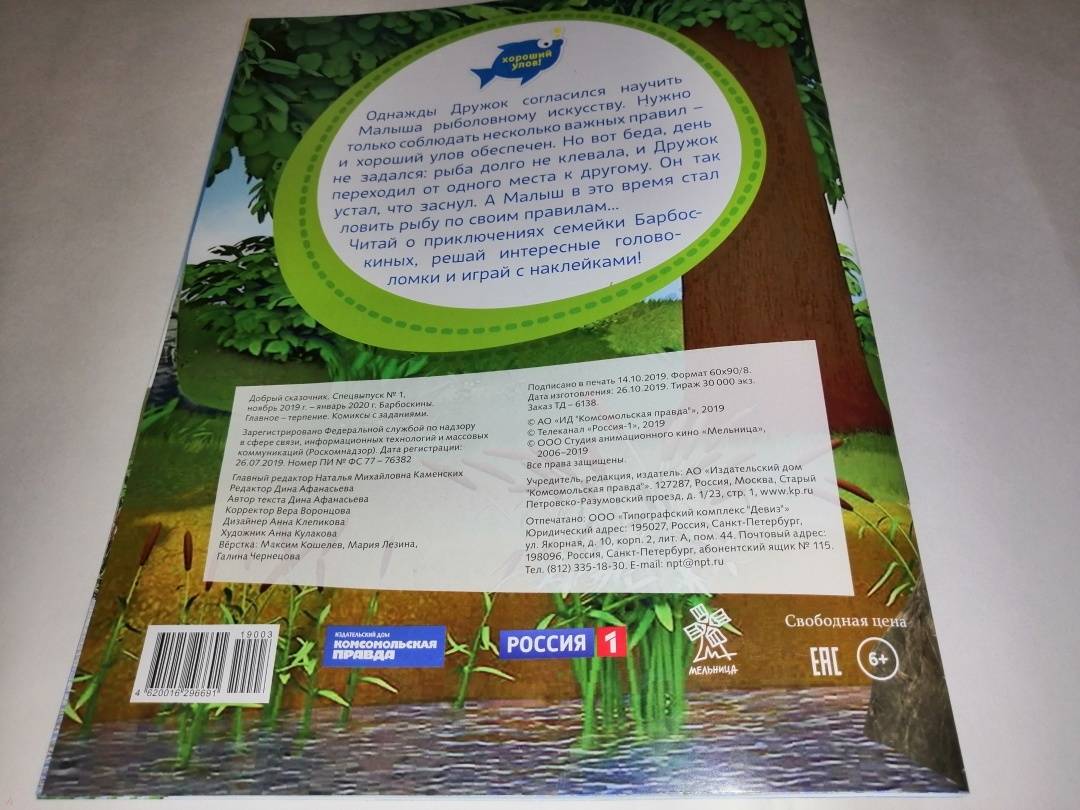 хороший
улов!
Однажды Дружок согласился научить
Малыша рыболовному искусству. Нужно
только соблюдать несколько важных правил –
и хороший улов обеспечен. Но вот беда, день
не задался: рыба долго не клевала, и Дружок
переходил от одного места к другому. Он так
устал, что заснул. А Малыш в это время стал
ловить рыбу по своим правилам...
Читай о приключениях семейки Барбос-
киных, решай интересные голово-
ломки и играй с наклейками!
Добрый сказочник. Спецвыпуск № 1,
ноябрь 2019 г. – январь 2020 г. Барбоскины.
Главное – терпение. Комиксы с заданиями.
Зарегистрировано Федеральной службой по надзору
в сфере связи, информационных технологий и массовых
коммуникаций (Роскомнадзор). Дата регистрации:
26.07.2019. Номер ПИ № ФС 77 – 76382
Главный редактор Наталья Михайловна Каменских
Редактор Дина Афанасьева
Автор текста Дина Афанасьева
Корректор Вера Воронцова
Дизайнер Анна Клепикова
Художник Анна Кулакова
Вёрстка: Максим Кошелев, Мария Лезина,
Галина Чернецова
Подписано в печать 14.10.2019. Формат 60x90/8.
Дата изготовления: 26.10.2019. Тираж 30 000 экз.
Заказ ТД – 6138.
© АО «ИД "Комсомольская правда"», 2019
© Телеканал «Россия-1», 2019
© ООО Студия анимационного кино «Мельница»,
2006–2019
Все права защищены.
Учредитель, редакция, издатель: АО «Издательский дом
"Комсомольская правда"». 127287, Россия, Москва, Старый
Петровско-Разумовский проезд, д. 1/23, стр. 1, www.kp.ru
Отпечатано: ООО «Типографский комплекс "Девиз"»
Юридический адрес: 195027, Россия, Санкт-Петербург,
ул. Якорная, д. 10, корп. 2, лит. А, пом. 44. Почтовый адрес:
198096, Россия, Санкт-Петербург, абонентский ящик № 115.
Тел. (812) 335-18-30. E-mail: npt@npt.ru
19003
4 620016 296691
ИЗДАТЕЛЬСКИЙ ДОМ
КОМСОМОЛЬСКАЯ
ПРАВДА
РОССИЯ 1
МЕЛЬНИЦА
Свободная цена
EAC
6+